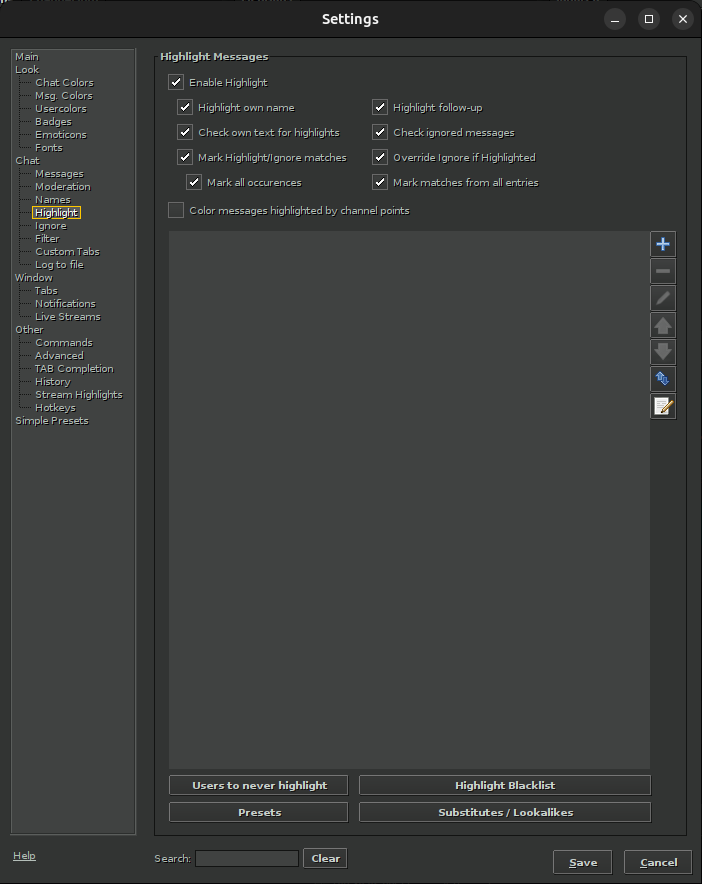 Settings
Main
Look
Chat Colors
Msg. Colors
Usercolors
Badges
Emoticons
Fonts
Chat
Messages
Moderation
Names
Highlight
Ignore
Filter
Custom Tabs
Log to file
Window
Tabs
Notifications
Live Streams
Other
Commands
Advanced
TAB Completion
History
Stream Highlights
Hotkeys
Simple Presets
Highlight Messages
Enable Highlight
Highlight own name
Highlight follow-up
Check own text for highlights
Check ignored messages
Mark Highlight/Ignore matches
Override Ignore if Highlighted
Mark all occurences
Mark matches from all entries
Color messages highlighted by channel points
Users to never highlight
Highlight Blacklist
Presets
Substitutes / Lookalikes
Help
Search:
Clear
Save
Cancel